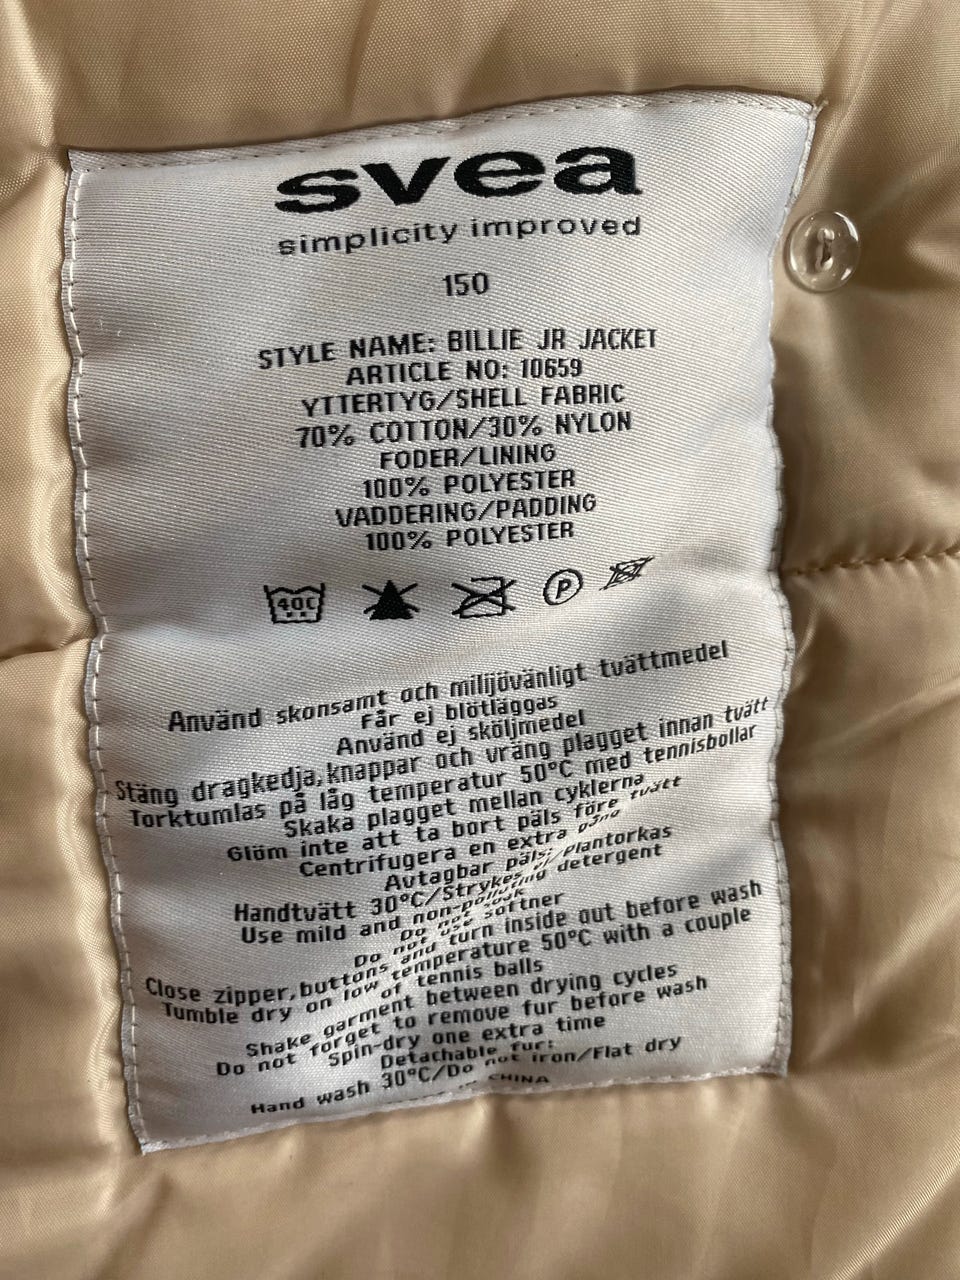 svea
simplicity improved
150
STYLE NAME: BILLIE JR JACKET
ARTICLE NO: 10659
YTTERTYG/SHELL FABRIC
70% COTTON/30% NYLON
FODER/LINING
100% POLYESTER
VADDERING/PADDING
100% POLYESTER
40C P
Använd skonsamt och miljövänligt tvättmedel
Får ej blötläggas
Använd ej sköljmedel
Stäng dragkedja, knappar och vräng plagget innan tvätt
Torktumlas på låg temperatur 50°C med tennisbollar
Skaka plagget mellan cyklerna
Glöm inte att ta bort päls före tvätt
Centrifugera en extra gång
Avtagbar päls:
Handtvätt 30°C/Strykes ej/Plantorkas
Use mild and non-polluting detergent
Do not soak
Do not use softner
Close zipper, buttons and turn inside out before wash
Tumble dry on low temperature 50°C with a couple
of tennis balls
Shake garment between drying cycles
Do not forget to remove fur before wash
Spin-dry one extra time
Detachable fur:
Hand wash 30°C/Do not iron/Flat dry
IN CHINA